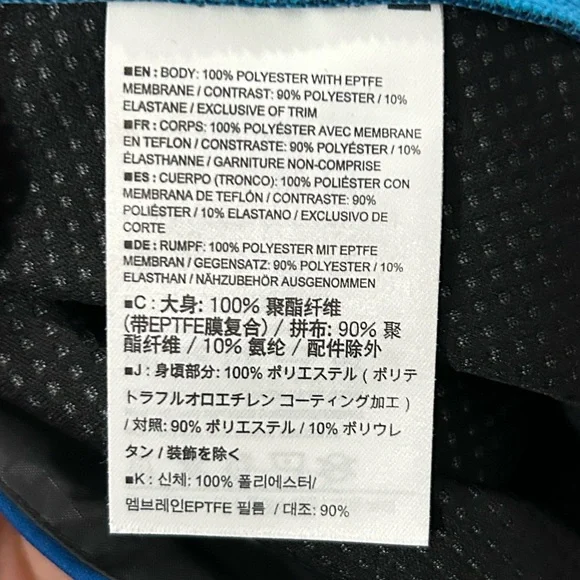 ■EN : BODY: 100% POLYESTER WITH EPTFE
MEMBRANE / CONTRAST: 90% POLYESTER / 10%
ELASTANE / EXCLUSIVE OF TRIM
■FR : CORPS: 100% POLYÉSTER AVEC MEMBRANE
EN TEFLON / CONSTRASTE: 90% POLYÉSTER / 10%
ÉLASTHANNE / GARNITURE NON-COMPRISE
■ES : CUERPO (TRONCO): 100% POLIÉSTER CON
MEMBRANA DE TEFLÓN / CONTRASTE: 90%
POLIÉSTER / 10% ELASTANO / EXCLUSIVO DE
CORTE
■DE : RUMPF: 100% POLYESTER MIT EPTFE
MEMBRAN / GEGENSATZ: 90% POLYESTER / 10%
ELASTHAN / NÄHZUBEHÖR AUSGENOMMEN
■C : 大身: 100% 聚酯纤维
(带EPTFE膜复合) / 拼布: 90% 聚
酯纤维 / 10% 氨纶 / 配件除外
■J : 身頃部分: 100% ポリエステル ( ポリテ
トラフルオロエチレン コーティング加工 )
/ 対照: 90% ポリエステル / 10% ポリウレ
タン / 装飾を除く
■K : 신체: 100% 폴리에스터/
멤브레인EPTFE 필름 / 대조: 90%